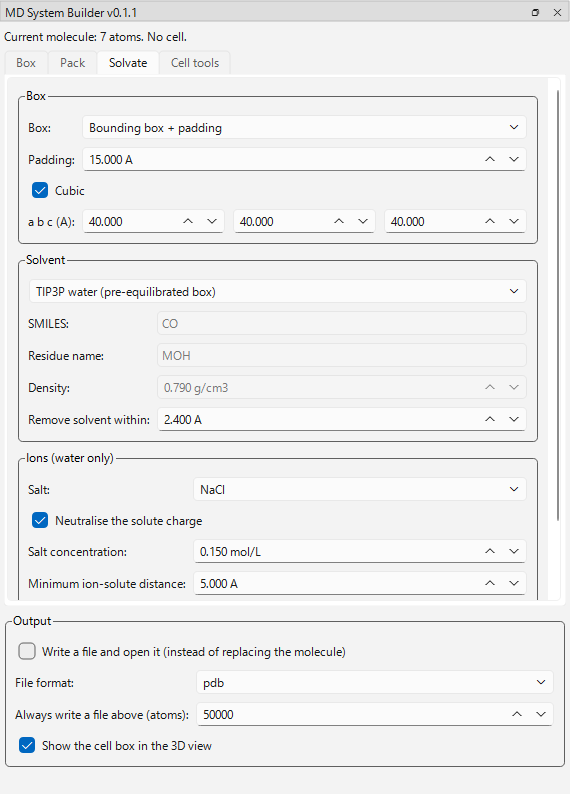 MD System Builder v0.1.1
Current molecule: 7 atoms. No cell.
Box Pack Solvate Cell tools
Box
Box: Bounding box + padding
Padding: 15.000 A
Cubic
a b c (A): 40.000 40.000 40.000
Solvent
TIP3P water (pre-equilibrated box)
SMILES: CO
Residue name: MOH
Density: 0.790 g/cm3
Remove solvent within: 2.400 A
Ions (water only)
Salt: NaCl
Neutralise the solute charge
Salt concentration: 0.150 mol/L
Minimum ion-solute distance: 5.000 A
Output
Write a file and open it (instead of replacing the molecule)
File format: pdb
Always write a file above (atoms): 50000
Show the cell box in the 3D view